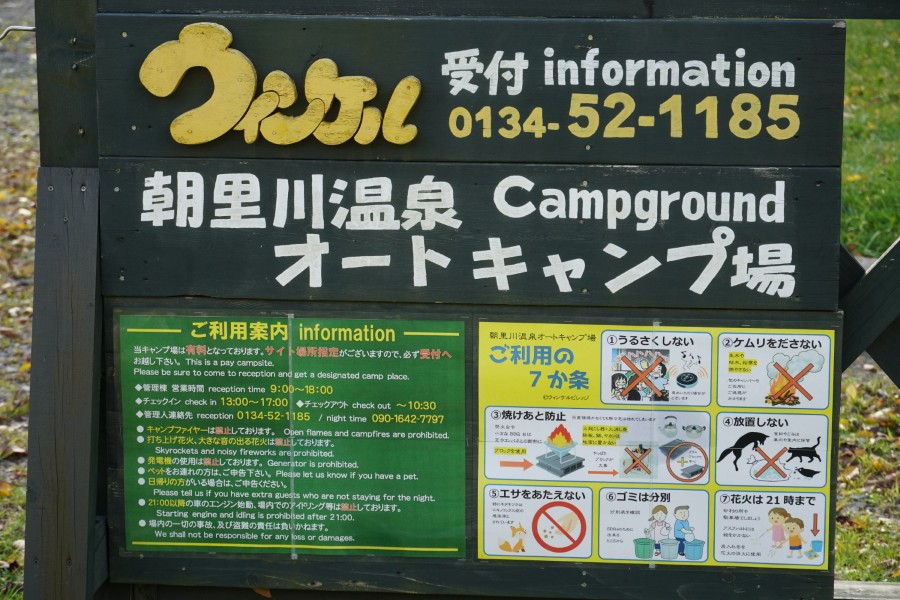 ウィンケル
受付 information
0134-52-1185
朝里川温泉 Campground
オートキャンプ場
ご利用案内 information
当キャンプ場は有料となっております。サイト場所指定がございますので、必ず受付へ
お越し下さい。This is a pay campsite.
Please be sure to come to reception and get a designated camp place.
◆管理棟 営業時間 reception time 9:00~18:00
◆チェックイン check in 13:00~17:00 ◆チェックアウト check out ~10:30
◆管理人連絡先 reception 0134-52-1185 / night time 090-1642-7797
●キャンプファイヤーは禁止しております。Open flames and campfires are prohibited.
●打ち上げ花火、大きな音の出る花火は禁止しております。
Skyrockets and noisy fireworks are prohibited.
●発電機の使用は禁止しております。Generator is prohibited.
●ペットをお連れの方は、ご申告下さい。Please let us know if you have a pet.
●日帰りの方がいる場合は、ご申告ください。
Please tell us if you have extra guests who are not staying for the night.
●21:00以降の車のエンジン始動、場内でのアイドリング等は禁止しております。
Starting engine and idling is prohibited after 21:00.
●場内の一切の事故、及び盗難の責任は負いかねます。
We shall not be responsible for any loss or damages.
朝里川温泉オートキャンプ場
ご利用の
7か条
©ウィンケルビレッジ
①うるさくしない
②ケムリをださない
③焼けあと防止
④放置しない
⑤エサをあたえない
⑥ゴミは分別
⑦花火は21時まで